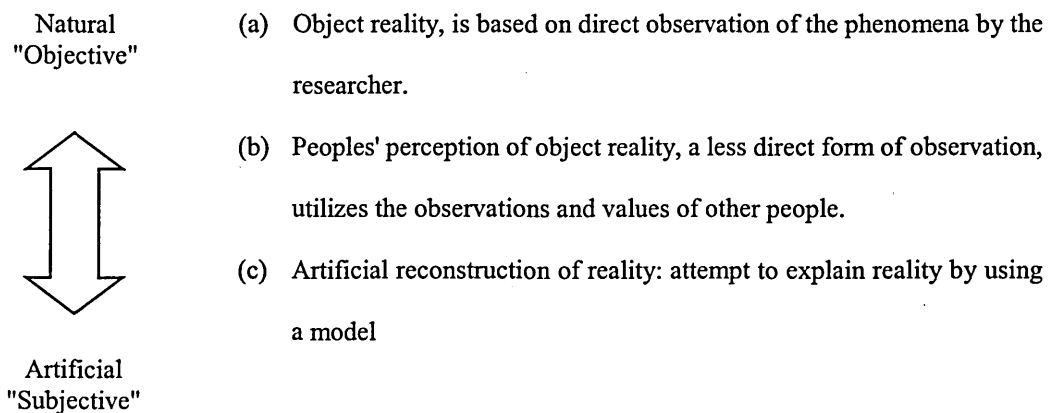 Natural
"Objective"
(a) Object reality, is based on direct observation of the phenomena by the
researcher.
(b) Peoples' perception of object reality, a less direct form of observation,
utilizes the observations and values of other people.
(c) Artificial reconstruction of reality: attempt to explain reality by using
a model
Artificial
"Subjective"